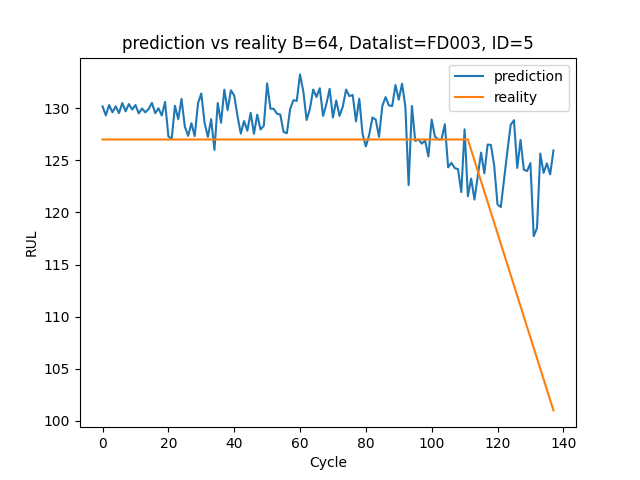 prediction vs reality B=64, Datalist=FD003, ID=5
prediction
reality
RUL
130
125
120
115
110
105
100
0 20 40 60 80 100 120 140
Cycle